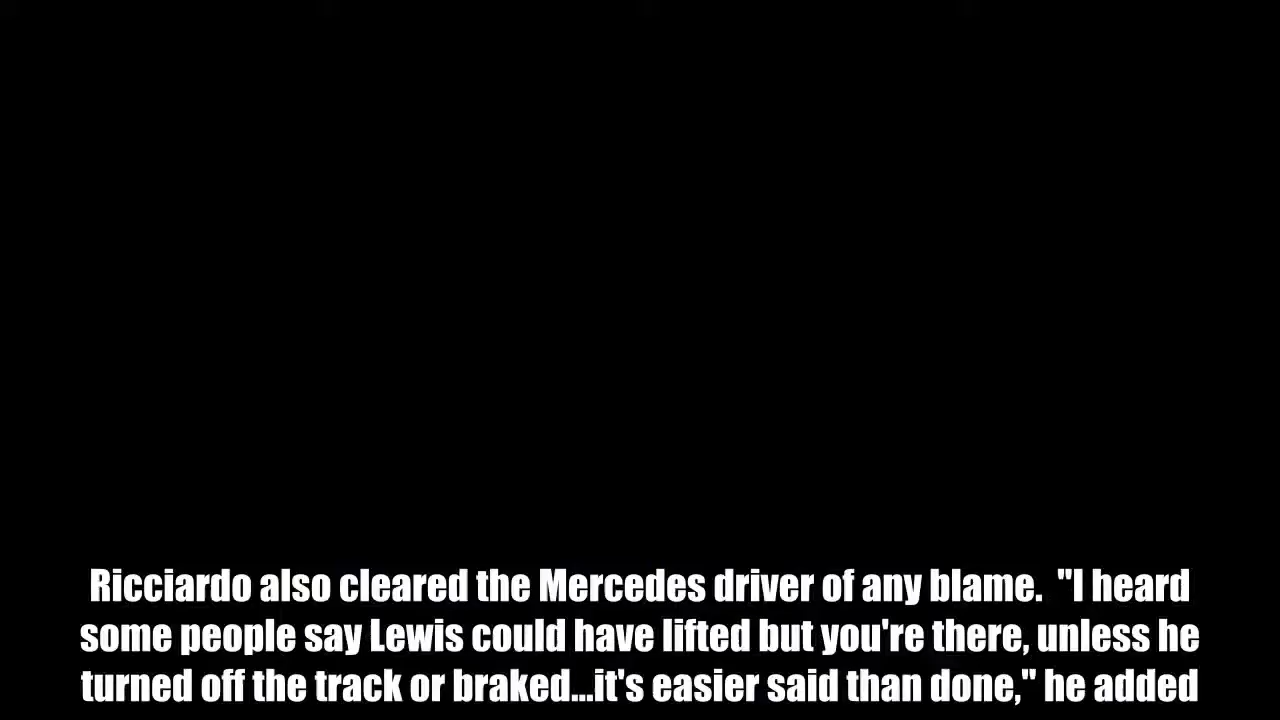 Ricciardo also cleared the Mercedes driver of any blame.  "I heard
some people say Lewis could have lifted but you're there, unless he
turned off the track or braked...it's easier said than done," he added